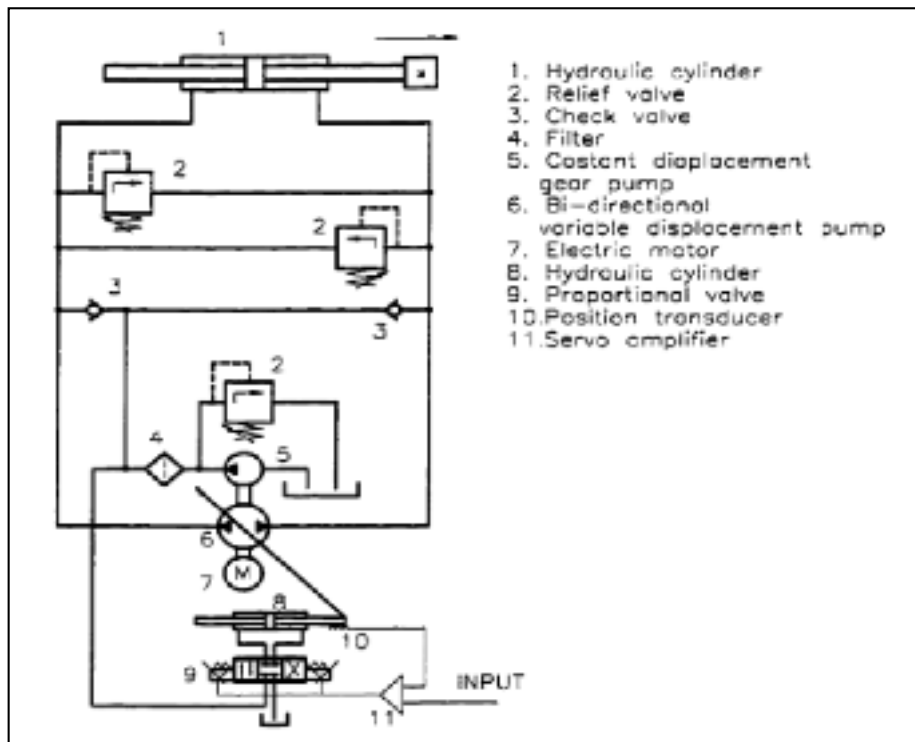 1
1. Hydraulic cylinder
2. Relief valve
3. Check valve
4. Filter
5. Costant displacement
gear pump
6. Bi-directional
variable displacement pump
7. Electric motor
8. Hydraulic cylinder
9. Proportional valve
10.Position transducer
11.Servo amplifier
2
2
3
3
2
4
5
6
7
M
8
10
9
INPUT
11